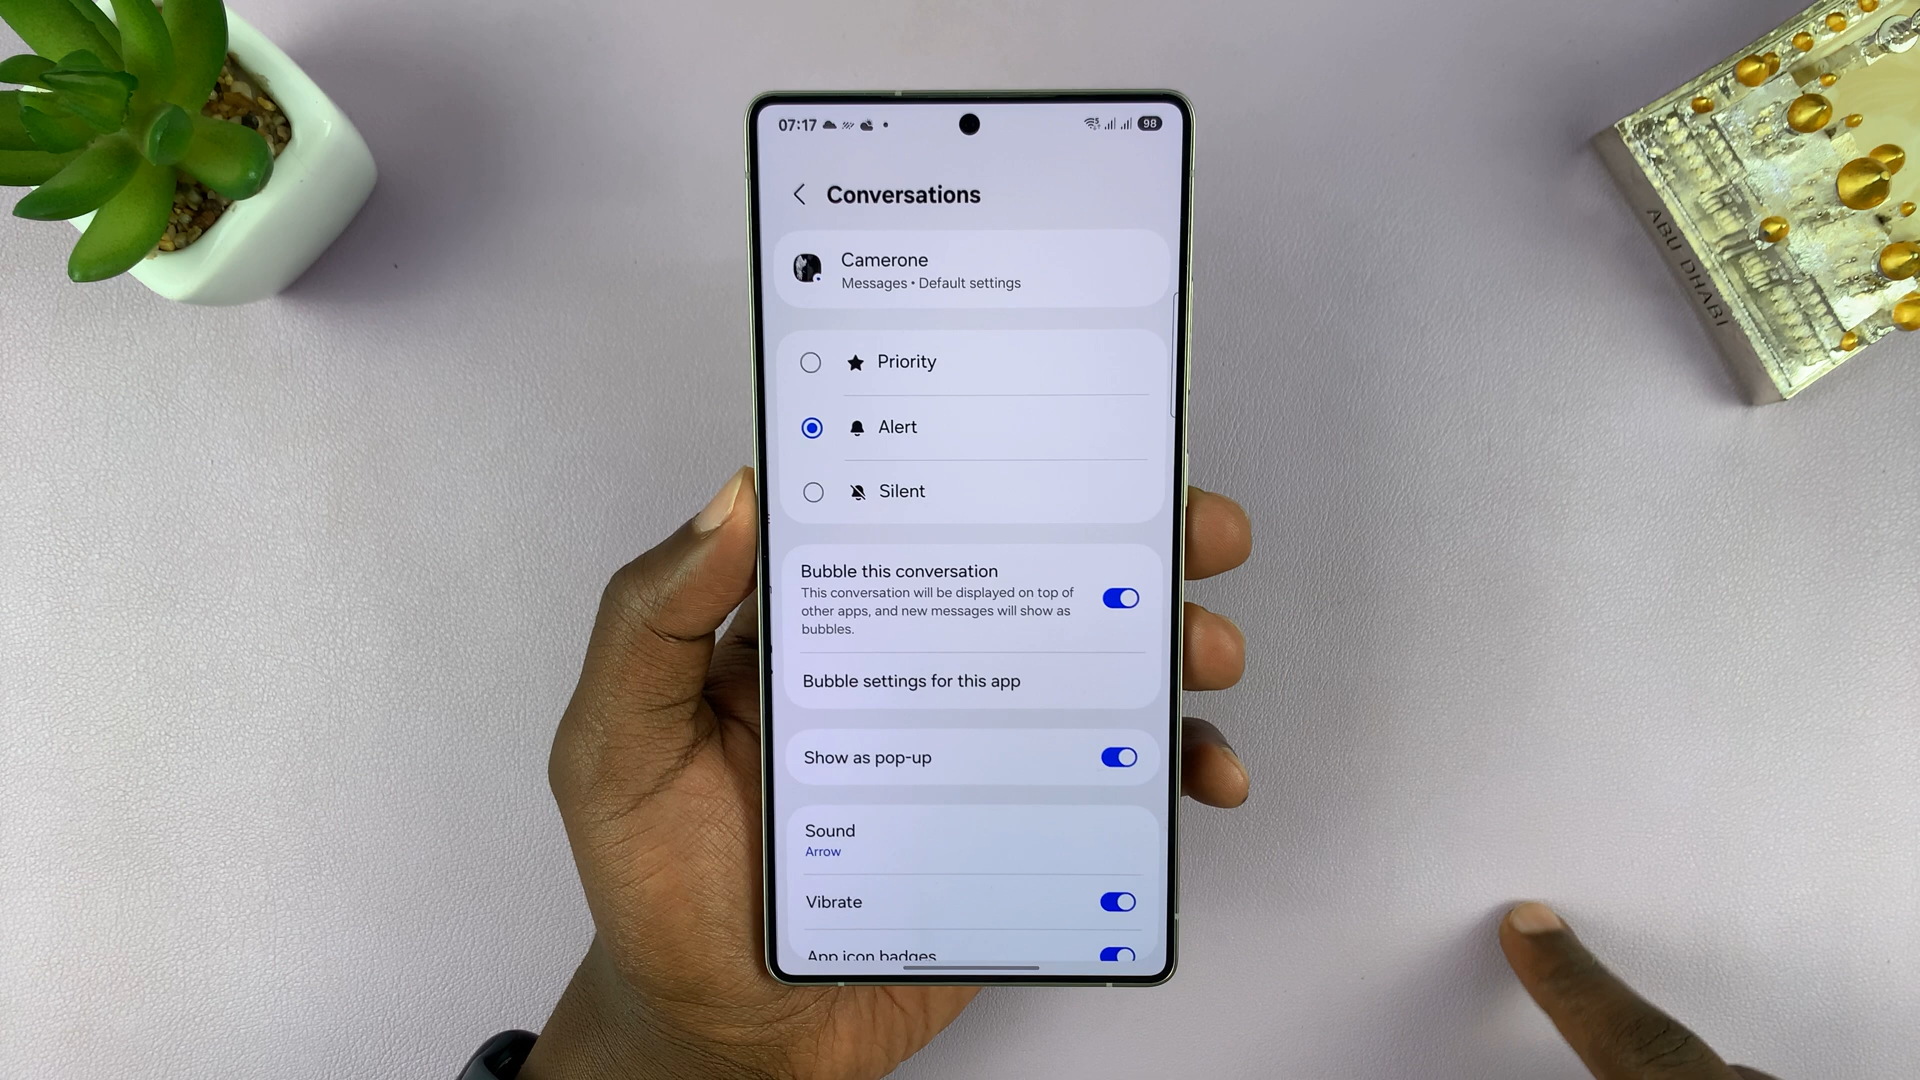 07:17
98
Conversations
Camerone
Messages • Default settings
Priority
Alert
Silent
Bubble this conversation
This conversation will be displayed on top of
other apps, and new messages will show as
bubbles.
Bubble settings for this app
Show as pop-up
Sound
Arrow
Vibrate
App icon badges
ABU DHABI